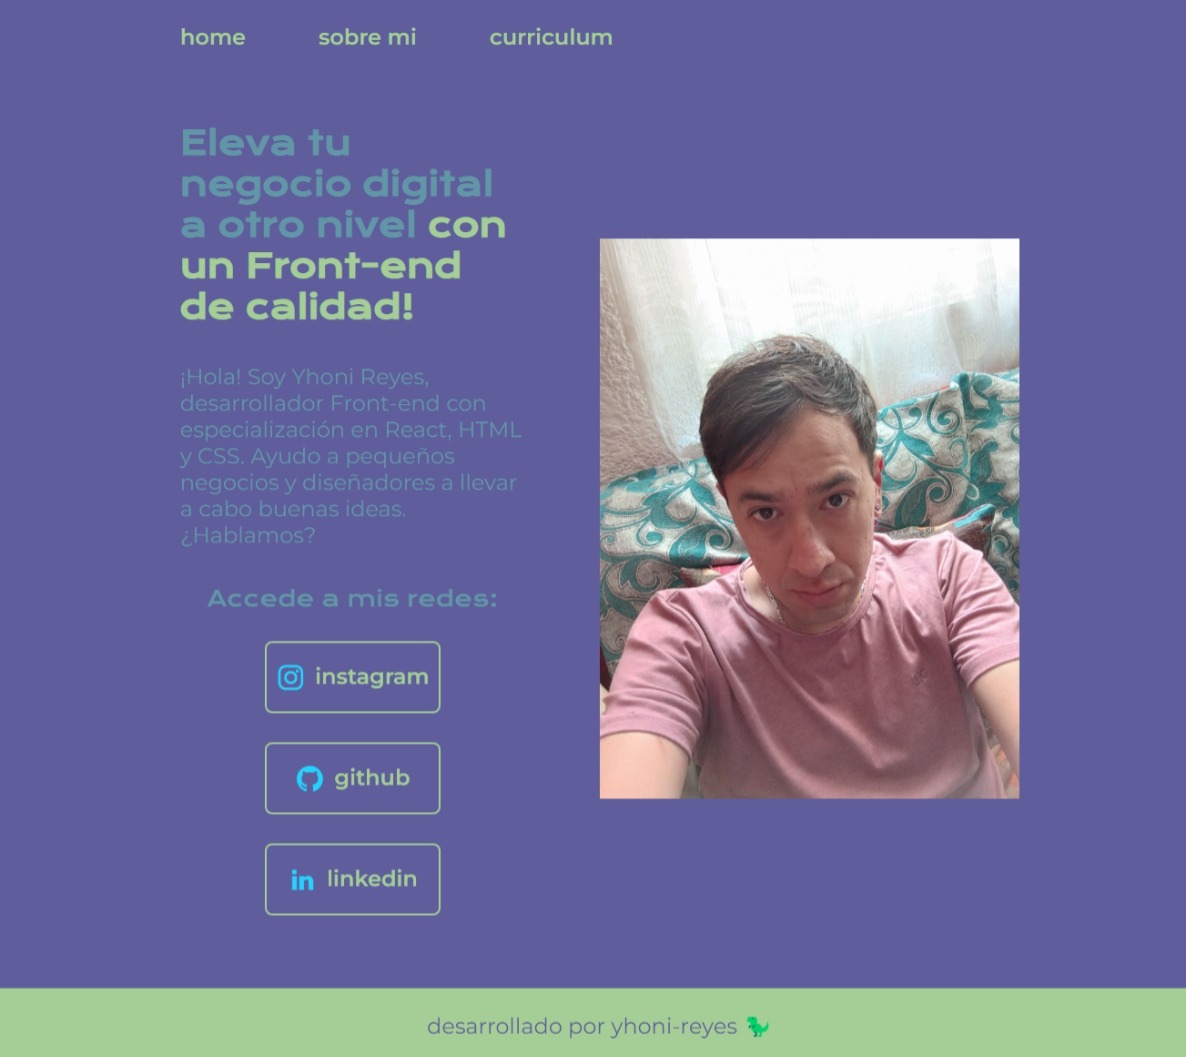 home sobre mi curriculum
Eleva tu
negocio digital
a otro nivel con
un Front-end
de calidad!
¡Hola! Soy Yhoni Reyes,
desarrollador Front-end con
especialización en React, HTML
y CSS. Ayudo a pequeños
negocios y diseñadores a llevar
a cabo buenas ideas.
¿Hablamos?
Accede a mis redes:
instagram
github
linkedin
desarrollado por yhoni-reyes 🦖